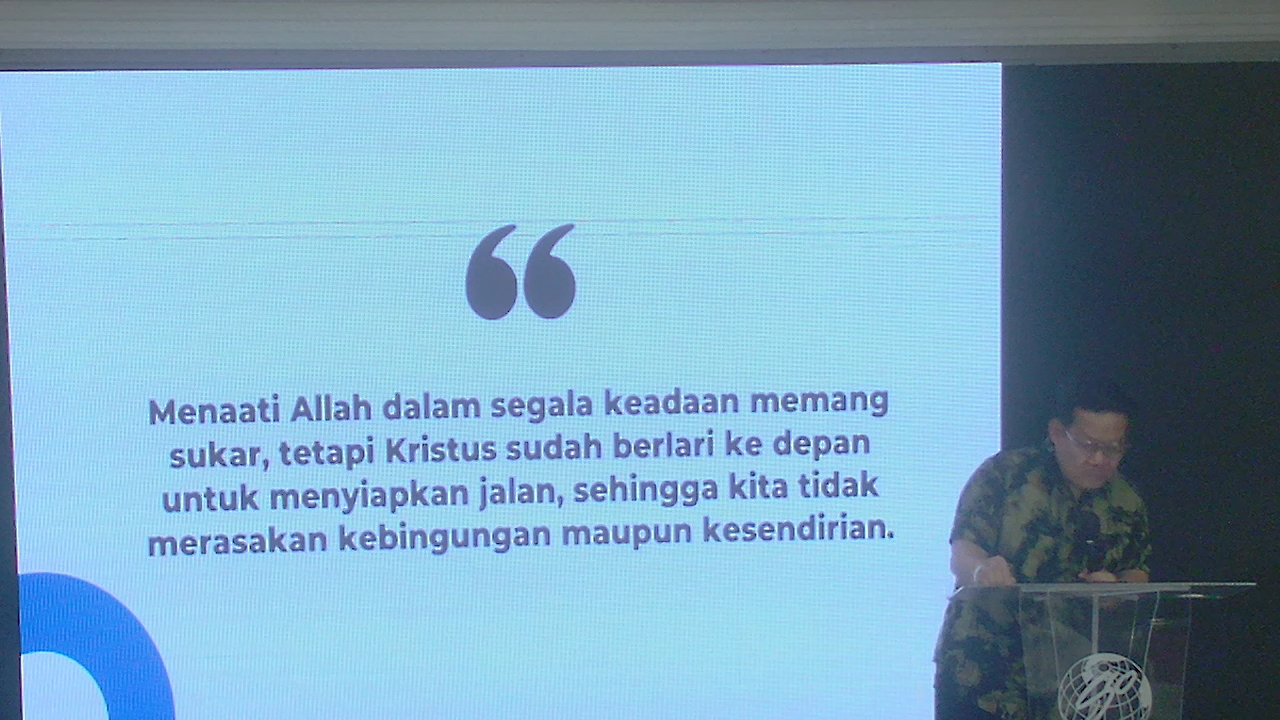 “
Menaati Allah dalam segala keadaan memang
sukar, tetapi Kristus sudah berlari ke depan
untuk menyiapkan jalan, sehingga kita tidak
merasakan kebingungan maupun kesendirian.